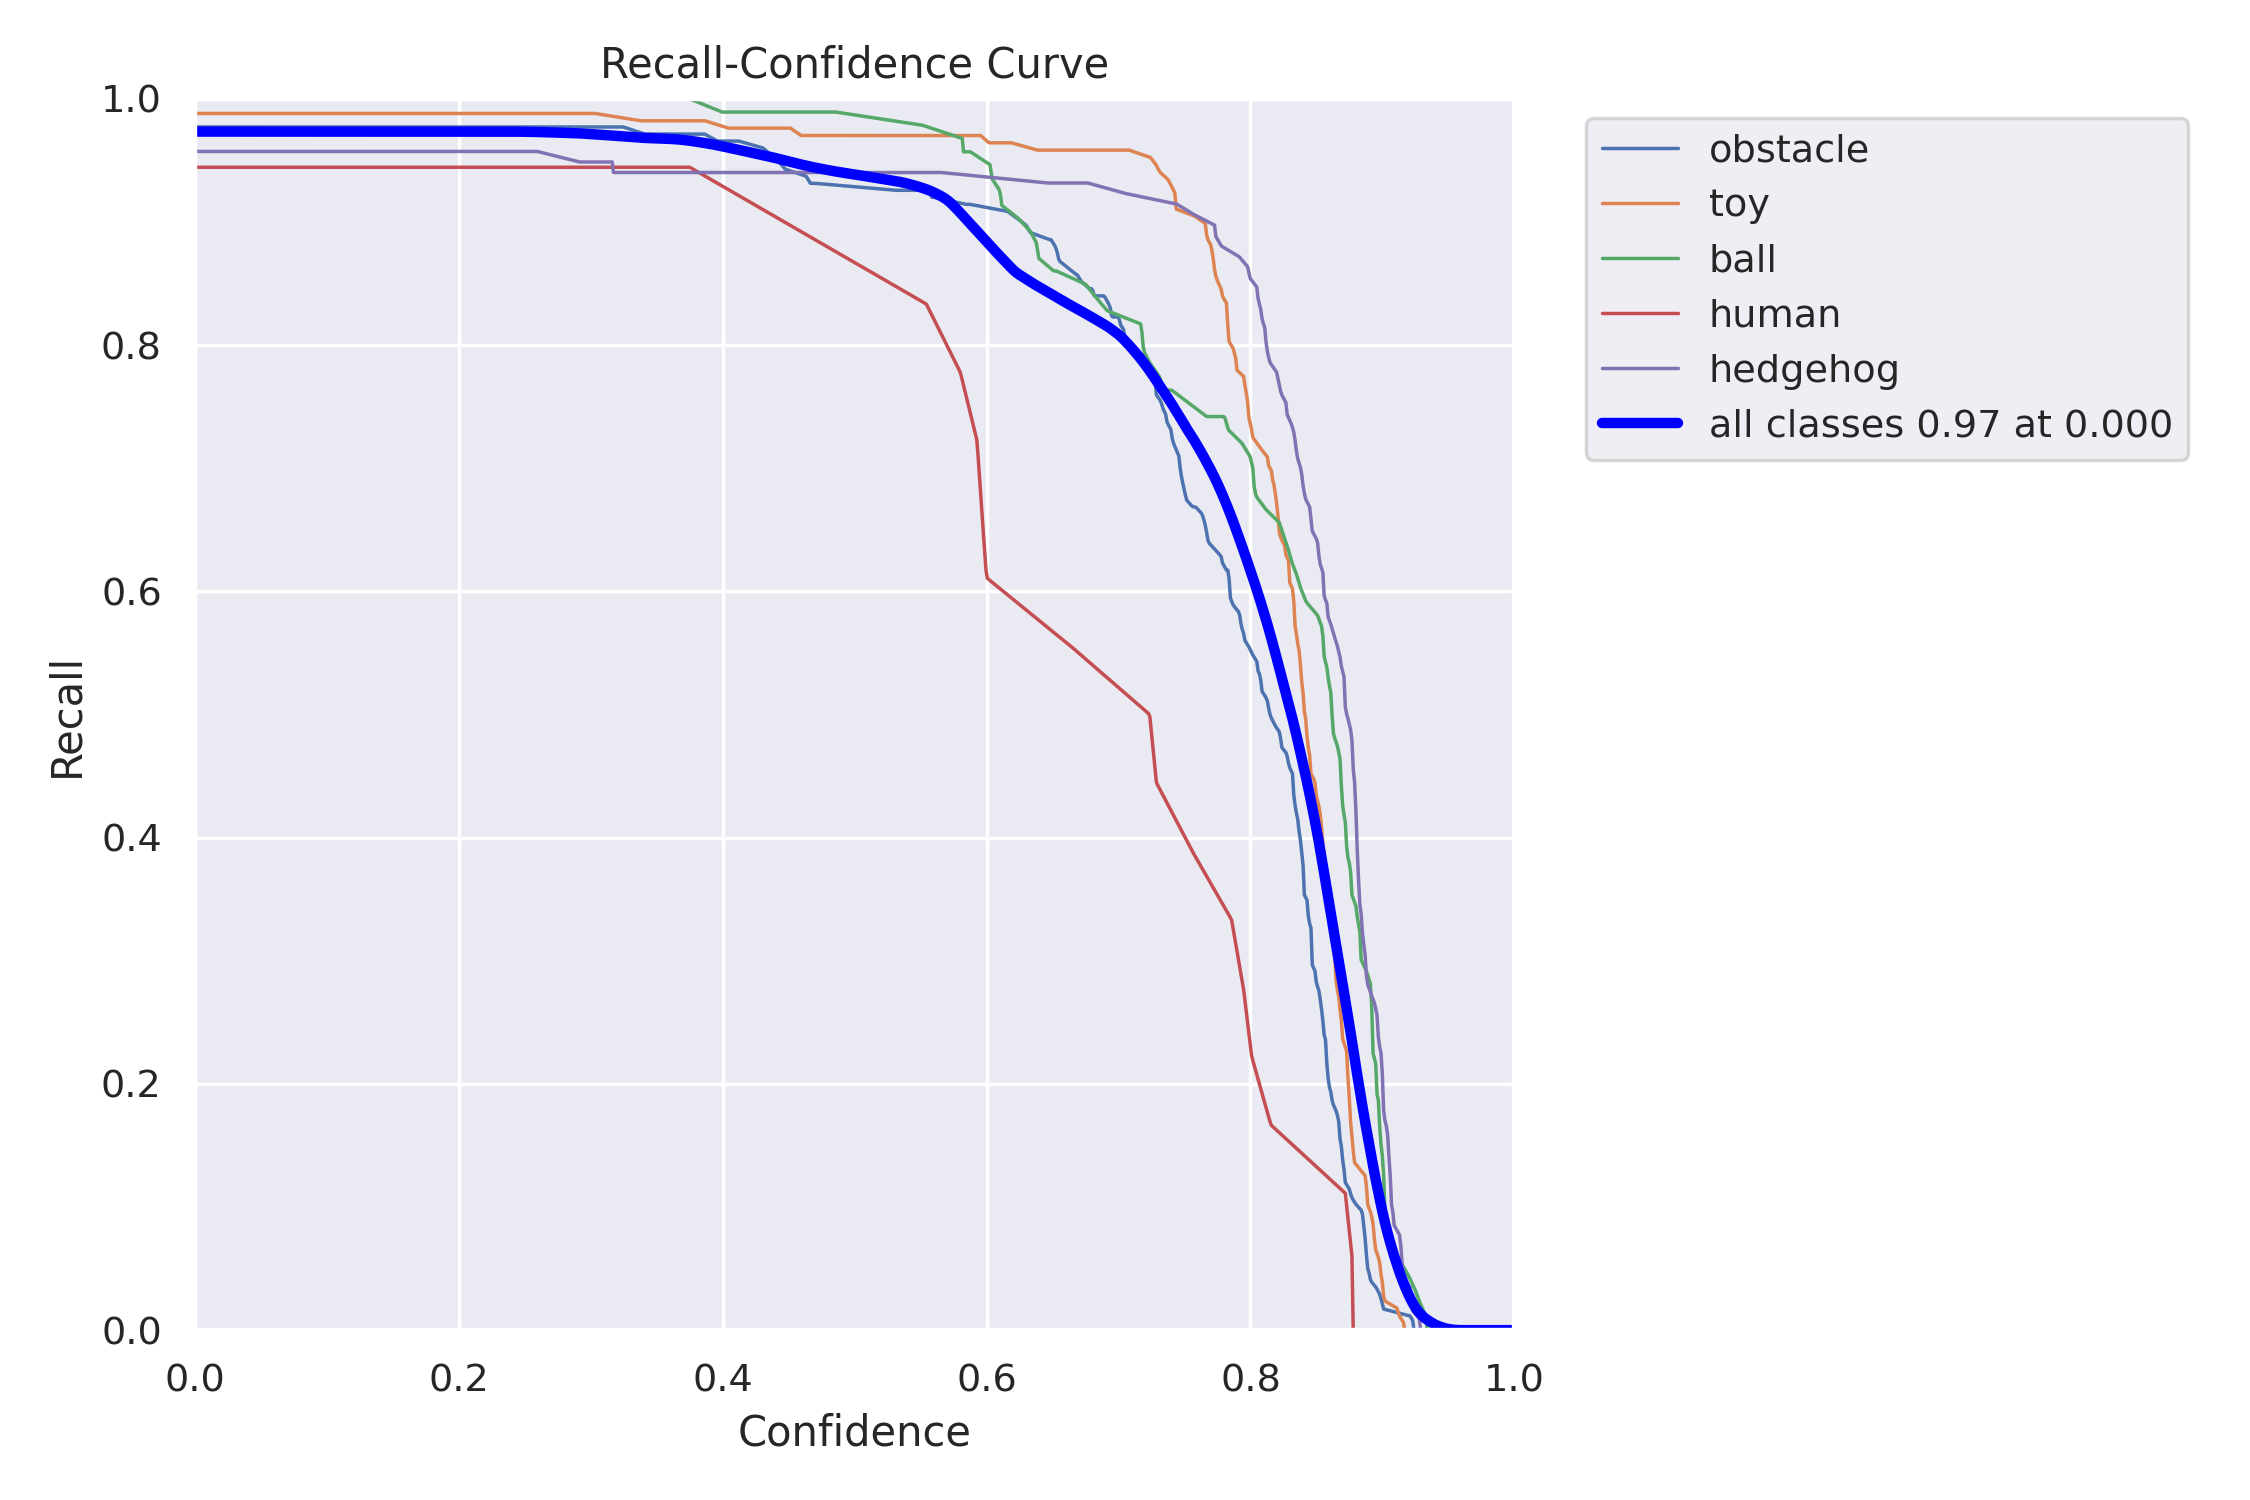 Recall-Confidence Curve
1.0
0.8
0.6
0.4
0.2
0.0
Recall
0.0 0.2 0.4 0.6 0.8 1.0
Confidence
obstacle
toy
ball
human
hedgehog
all classes 0.97 at 0.000